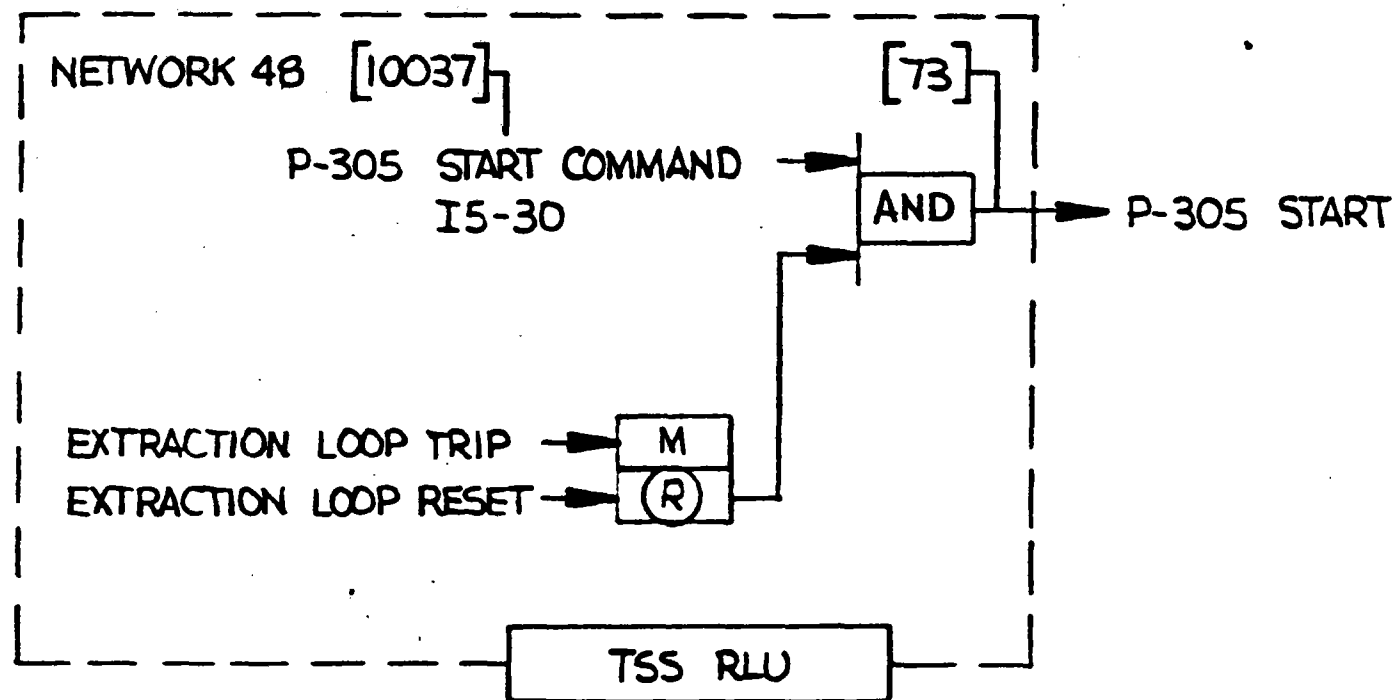 NETWORK 48 [10037] [73]
P-305 START COMMAND
I5-30
AND
P-305 START
EXTRACTION LOOP TRIP M
EXTRACTION LOOP RESET R
TSS RLU